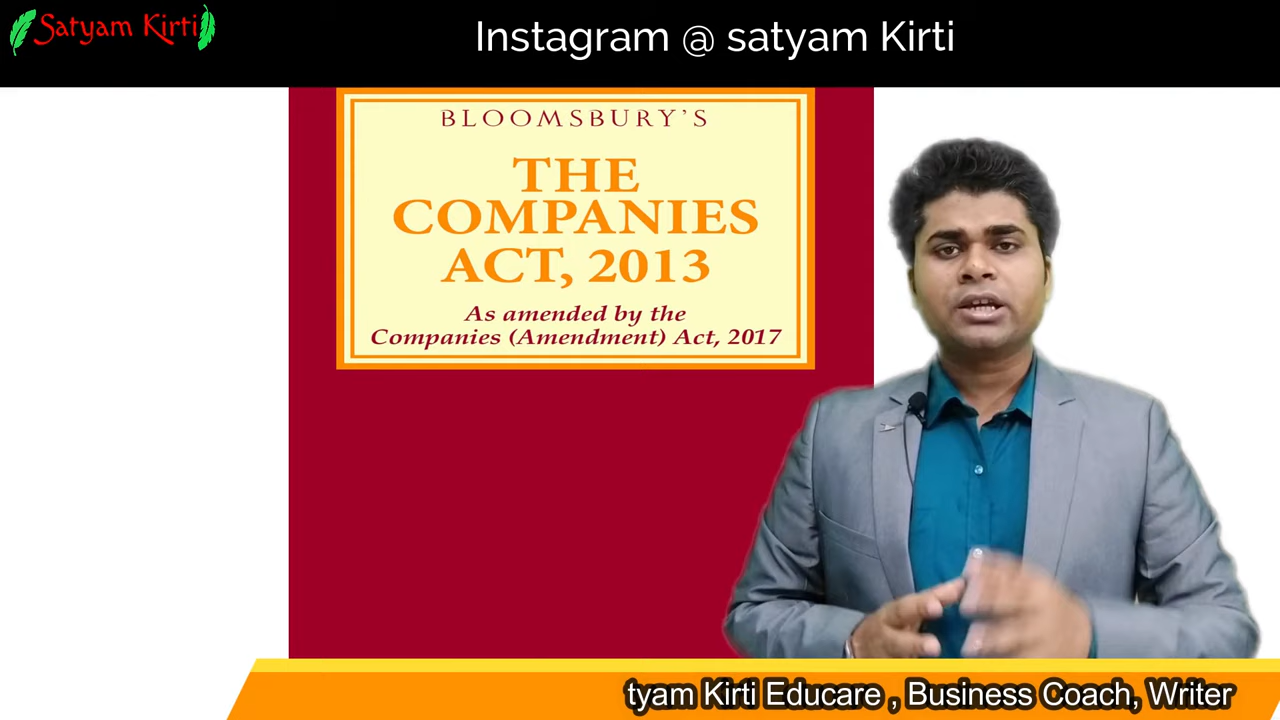 Satyam Kirti
Instagram @ satyam Kirti
BLOOMSBURY'S
THE
COMPANIES
ACT, 2013
As amended by the
Companies (Amendment) Act, 2017
tyam Kirti Educare , Business Coach, Writer